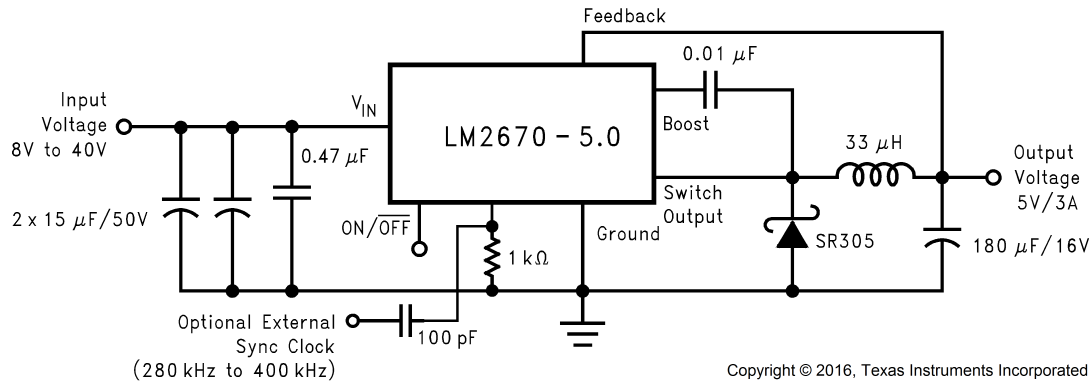 Feedback
0.01 µF
Input
Voltage
8V to 40V
VIN
LM2670 - 5.0
Boost
0.47 µF
33 µH
Output
Voltage
5V/3A
Switch
Output
2 x 15 µF/50V
ON/O̅F̅F̅
Ground
SR305
180 µF/16V
1 kΩ
Optional External
Sync Clock
(280 kHz to 400 kHz)
100 pF
Copyright © 2016, Texas Instruments Incorporated